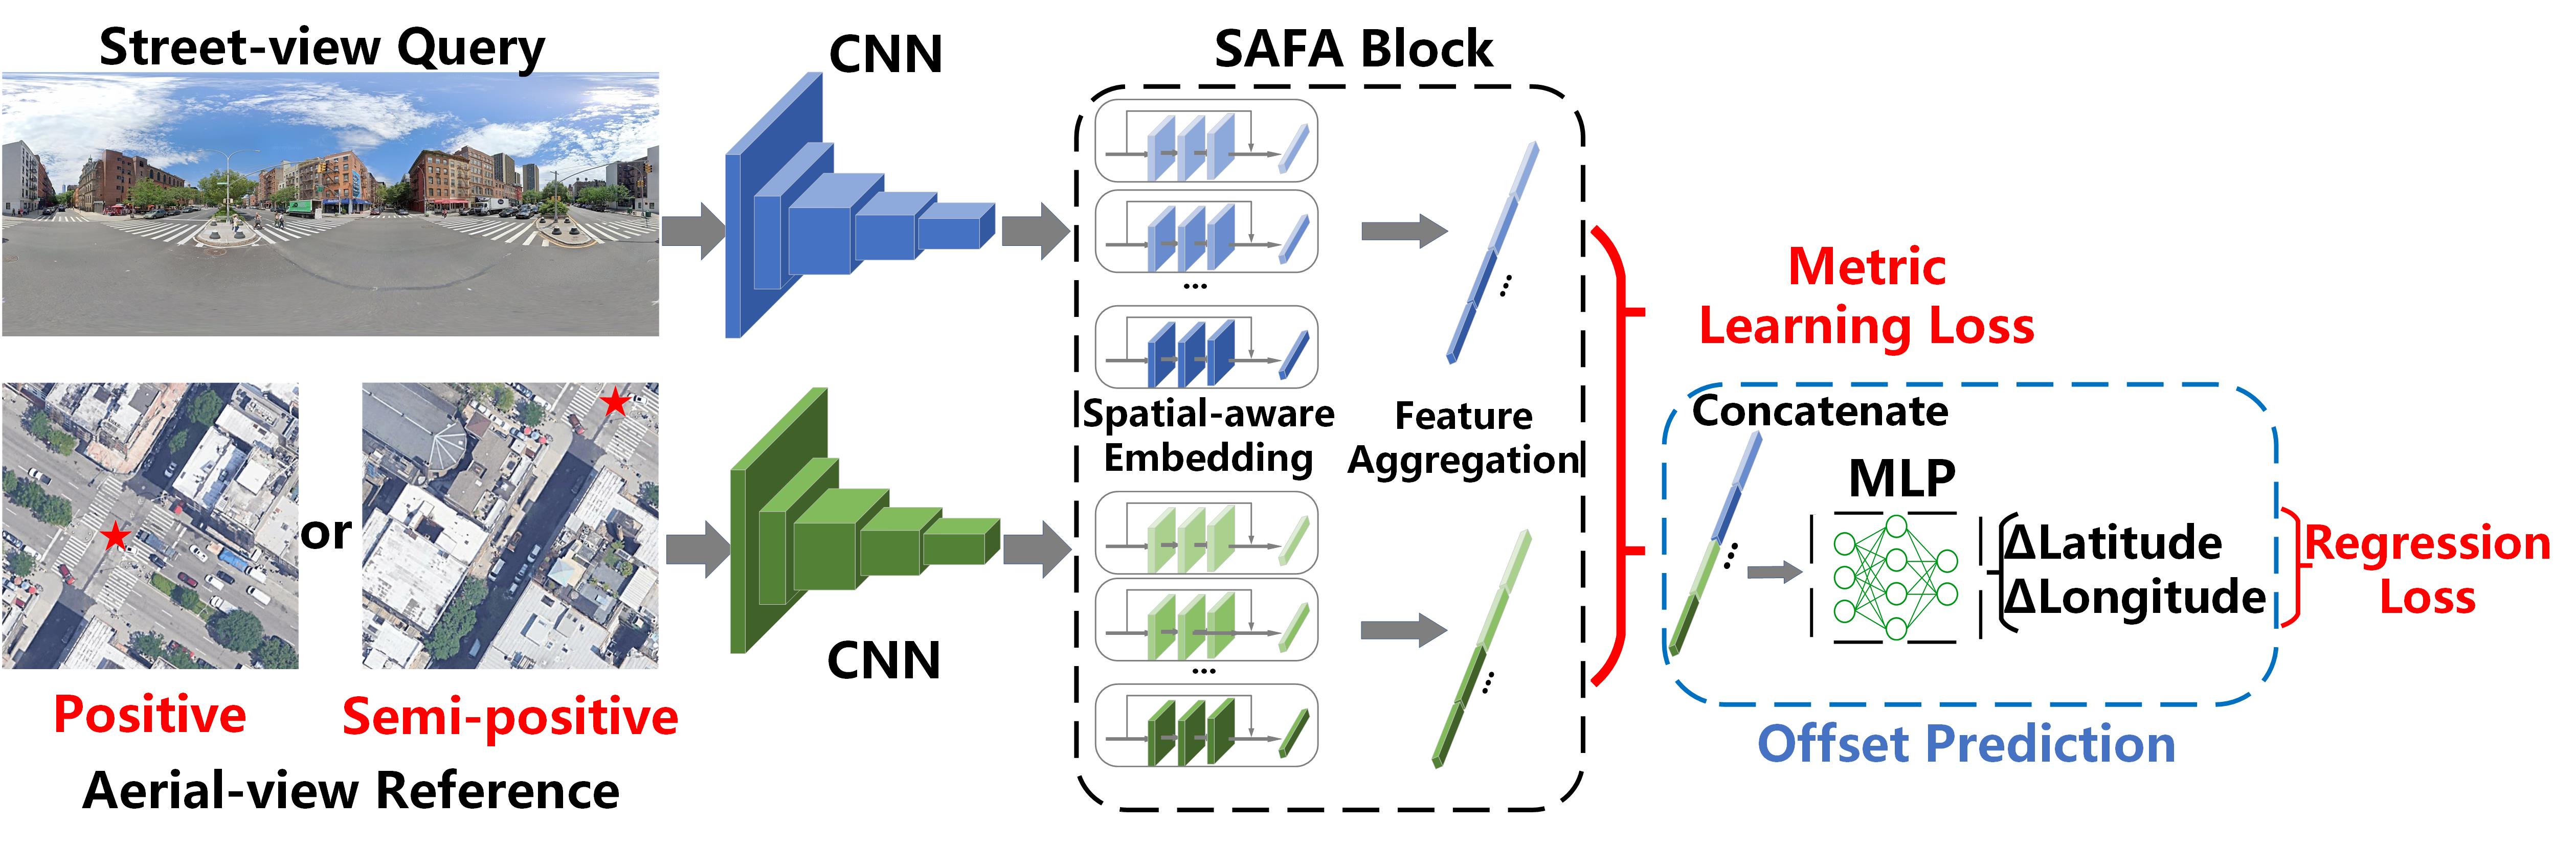 Street-view Query
CNN
SAFA Block
Metric
Learning Loss
...
Spatial-aware
Embedding
Feature
Aggregation
Concatenate
MLP
or
ΔLatitude
ΔLongitude
Regression
Loss
CNN
...
Positive
Semi-positive
Aerial-view Reference
Offset Prediction